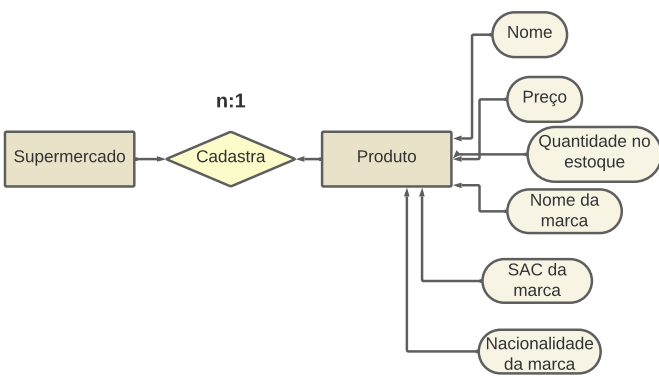 Nome
n:1
Preço
Supermercado
Cadastra
Produto
Quantidade no
estoque
Nome da
marca
SAC da
marca
Nacionalidade
da marca